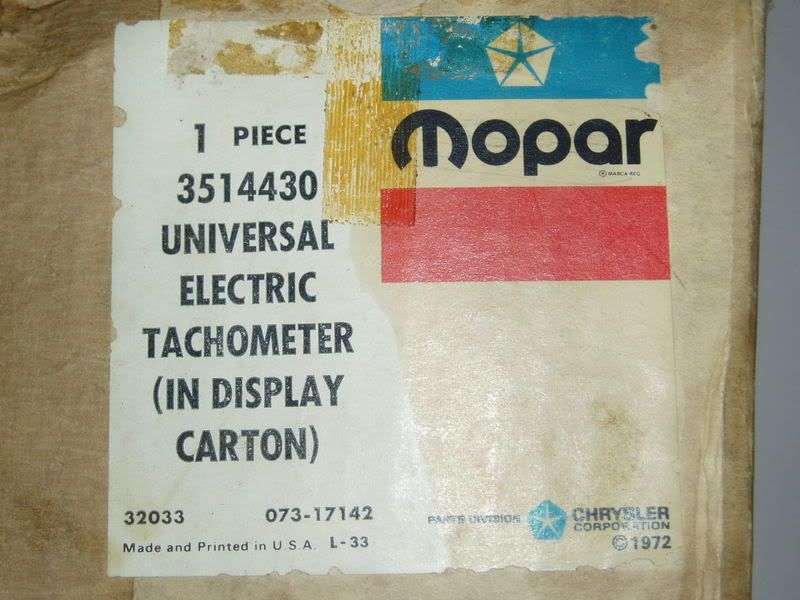 1 PIECE
3514430
UNIVERSAL
ELECTRIC
TACHOMETER
(IN DISPLAY
CARTON)
32033 073-17142
Made and Printed in U.S.A. L-33
mopar
® MARCA REG
PARTS DIVISION
CHRYSLER
CORPORATION
©1972